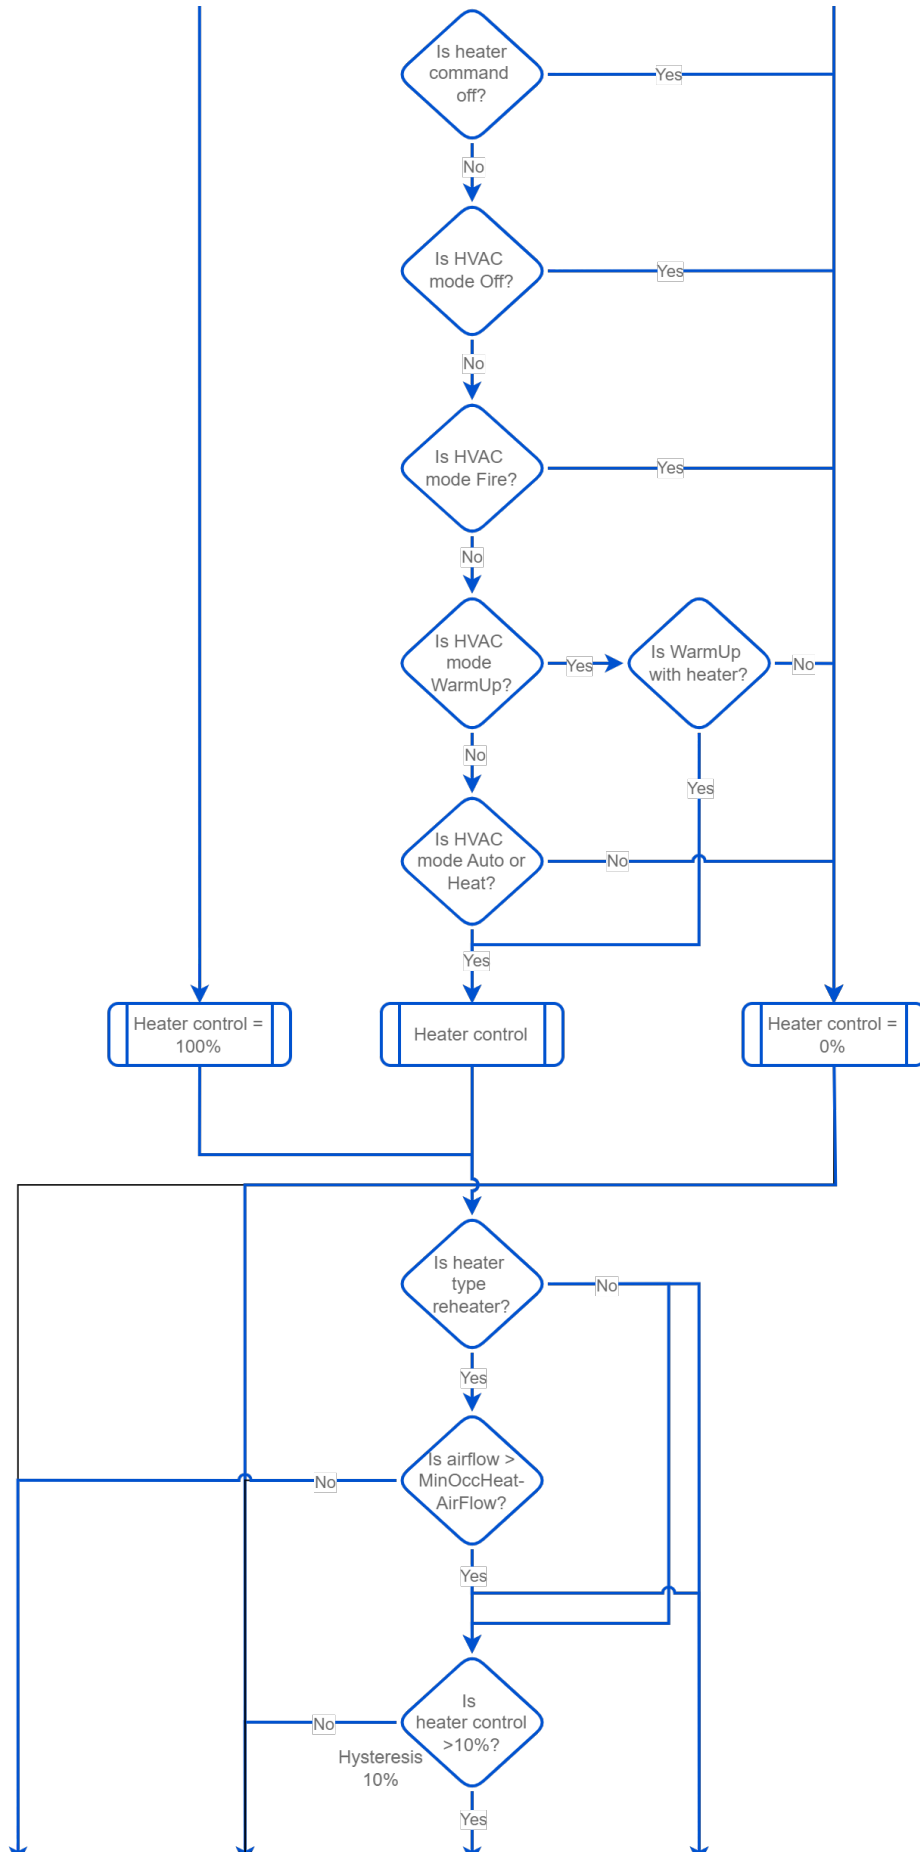 Is heater
command
off?
Yes
No
Is HVAC
mode Off?
Yes
No
Is HVAC
mode Fire?
Yes
No
Is HVAC
mode
WarmUp?
Yes
Is WarmUp
with heater?
No
No
Yes
Is HVAC
mode Auto or
Heat?
No
Yes
Heater control =
100%
Heater control
Heater control =
0%
Is heater
type
reheater?
No
Yes
Is airflow >
MinOccHeat-
AirFlow?
No
Yes
Is
heater control
>10%?
No
Hysteresis
10%
Yes